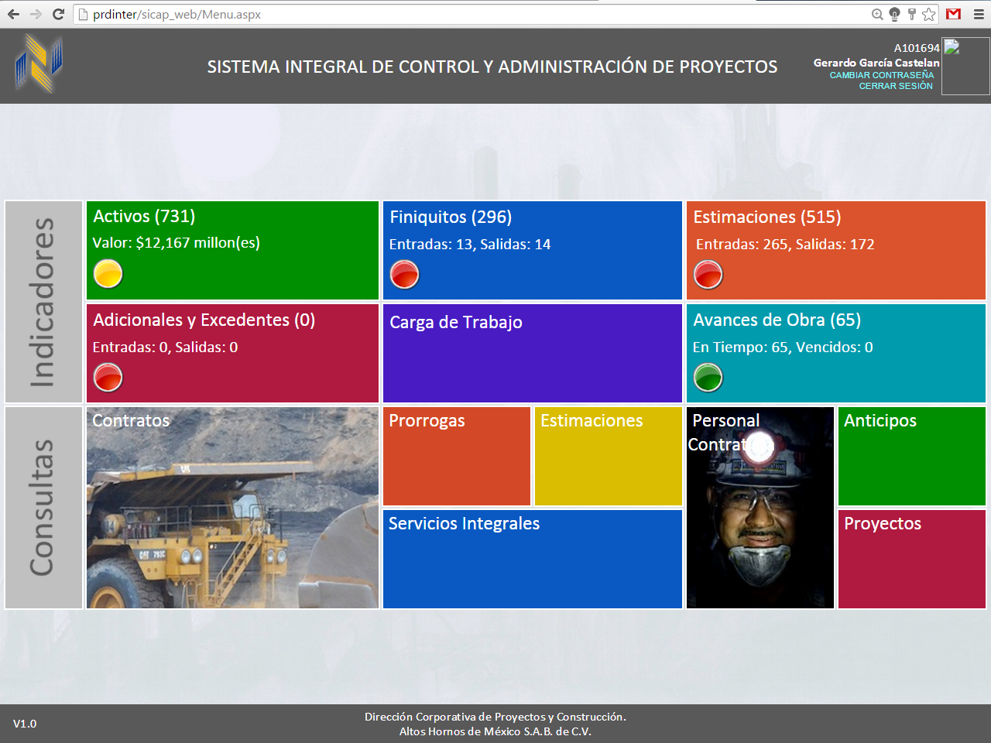 prdinter/sicap_web/Menu.aspx
SISTEMA INTEGRAL DE CONTROL Y ADMINISTRACIÓN DE PROYECTOS
A101694
Gerardo García Castelan
CAMBIAR CONTRASEÑA
CERRAR SESIÓN
Indicadores
Activos (731)
Valor: $12,167 millon(es)
Finiquitos (296)
Entradas: 13, Salidas: 14
Estimaciones (515)
Entradas: 265, Salidas: 172
Adicionales y Excedentes (0)
Entradas: 0, Salidas: 0
Carga de Trabajo
Avances de Obra (65)
En Tiempo: 65, Vencidos: 0
Consultas
Contratos
Prorrogas
Estimaciones
Servicios Integrales
Personal
Anticipos
Proyectos
V1.0
Dirección Corporativa de Proyectos y Construcción.
Altos Hornos de México S.A.B. de C.V.